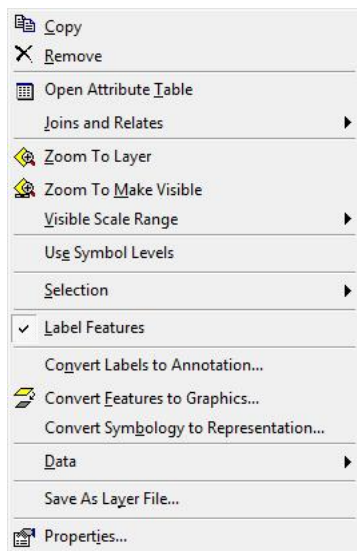 Copy
Remove
Open Attribute Table
Joins and Relates
Zoom To Layer
Zoom To Make Visible
Visible Scale Range
Use Symbol Levels
Selection
Label Features
Convert Labels to Annotation...
Convert Features to Graphics...
Convert Symbology to Representation...
Data
Save As Layer File...
Properties...